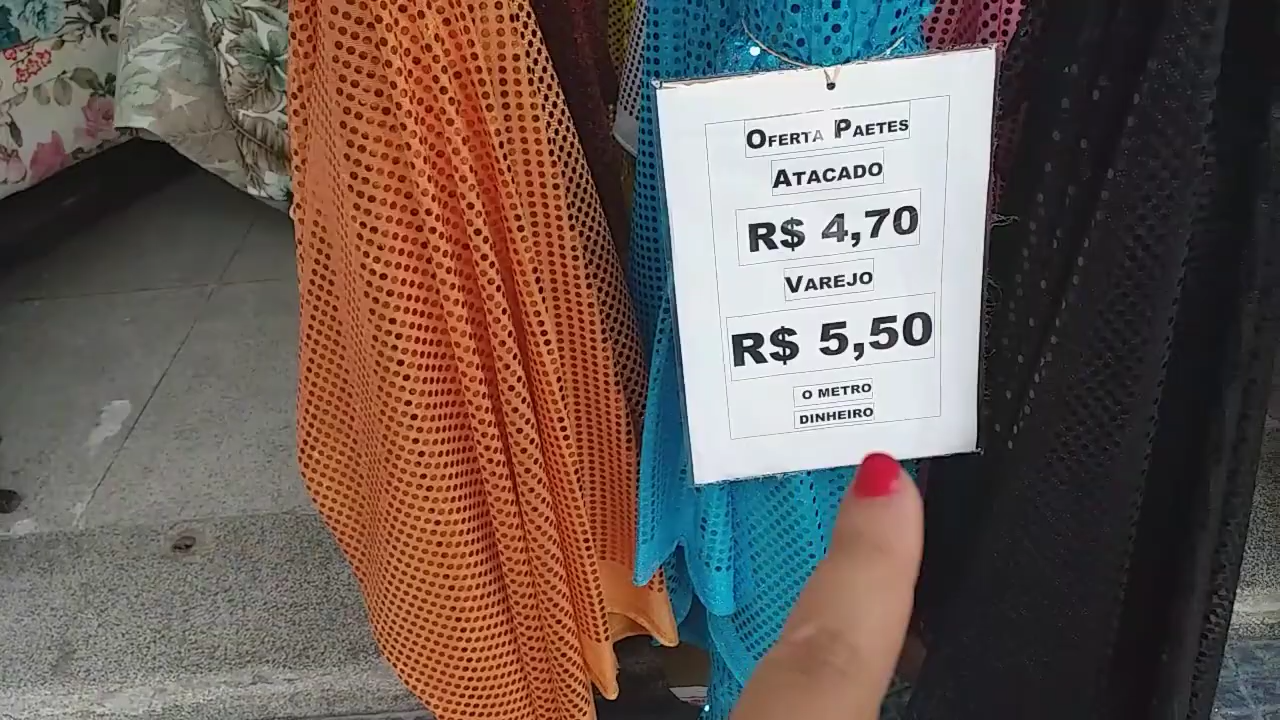 OFERTA PAETES
ATACADO
R$ 4,70
VAREJO
R$ 5,50
O METRO
DINHEIRO